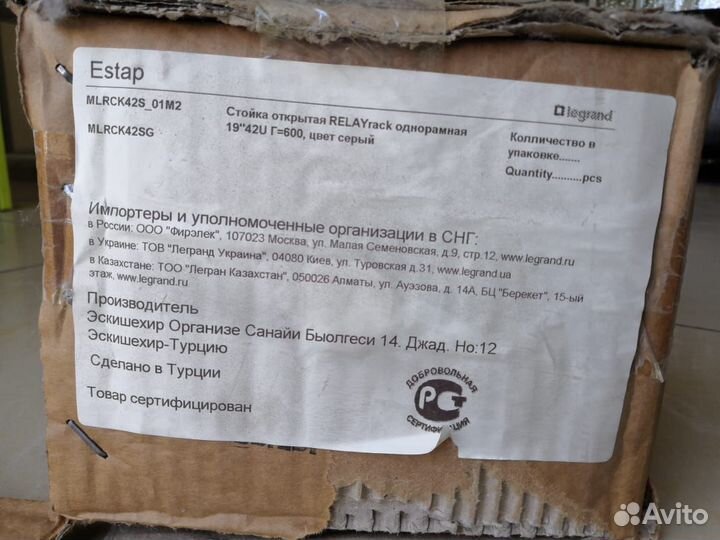 Estap
legrand
MLRCK42S_01M2
Стойка открытая RELAYrack однорамная
19"42U Г=600, цвет серый
MLRCK42SG
Колличество в
упаковке.......
Quantity..........pcs
Импортеры и уполномоченные организации в СНГ:
в России: ООО "Фирэлек", 107023 Москва, ул. Малая Семеновская, д.9, стр.12, www.legrand.ru
в Украине: ТОВ "Легранд Украина", 04080 Киев, ул. Туровская д.31, www.legrand.ua
в Казахстане: ТОО "Легран Казахстан", 050026 Алматы, ул. Ауэзова, д. 14А, БЦ "Берекет", 15-ый
этаж, www.legrand.ru
Производитель
Эскишехир Организе Санайи Быолгеси 14. Джад. Но:12
Эскишехир-Турцию
Сделано в Турции
Товар сертифицирован
ДОБРОВОЛЬНАЯ
РСТ
Avito